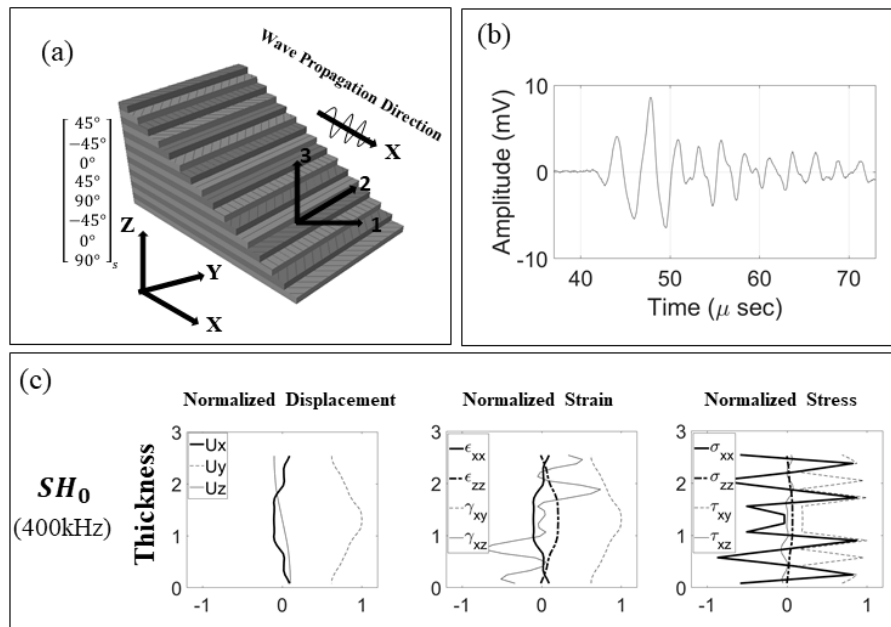 (a)
Wave Propagation Direction
X
45°
−45°
0°
45°
90°
−45°
0°
90°
s
3
2
1
Z
Y
X
(b)
10
0
-10
Amplitude (mV)
40 50 60 70
Time (μ sec)
(c)
Normalized Displacement
Normalized Strain
Normalized Stress
SH₀
(400kHz)
Thickness
3
2
1
0
Ux
Uy
Uz
-1 0 1
3
2
1
0
ϵxx
ϵzz
γxy
γxz
-1 0 1
3
2
1
0
σxx
σzz
τxy
τxz
-1 0 1